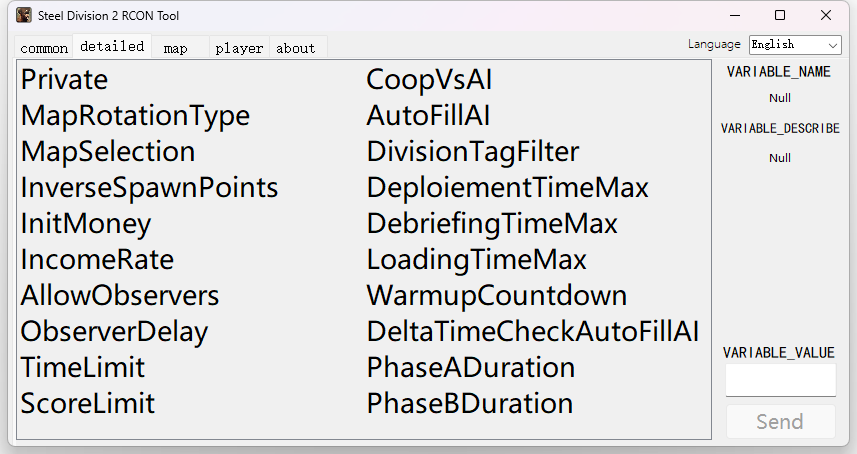 Steel Division 2 RCON Tool
common detailed map player about
Language English
Private
MapRotationType
MapSelection
InverseSpawnPoints
InitMoney
IncomeRate
AllowObservers
ObserverDelay
TimeLimit
ScoreLimit
CoopVsAI
AutoFillAI
DivisionTagFilter
DeploiementTimeMax
DebriefingTimeMax
LoadingTimeMax
WarmupCountdown
DeltaTimeCheckAutoFillAI
PhaseADuration
PhaseBDuration
VARIABLE_NAME
Null
VARIABLE_DESCRIBE
Null
VARIABLE_VALUE
Send